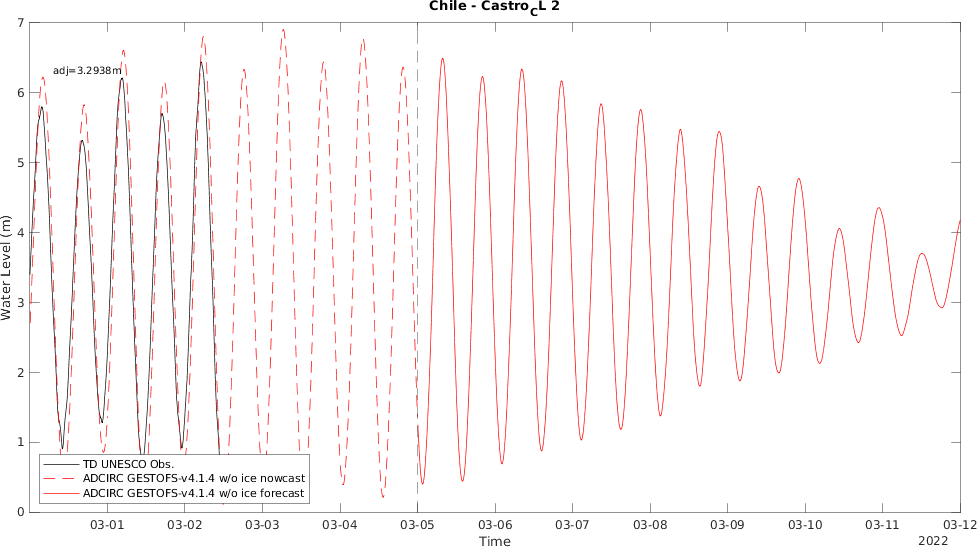 Chile - CastroCL 2
7
6
5
4
3
2
1
0
Water Level (m)
adj=3.2938m
TD UNESCO Obs.
ADCIRC GESTOFS-v4.1.4 w/o ice nowcast
ADCIRC GESTOFS-v4.1.4 w/o ice forecast
03-01 03-02 03-03 03-04 03-05 03-06 03-07 03-08 03-09 03-10 03-11 03-12
Time
2022